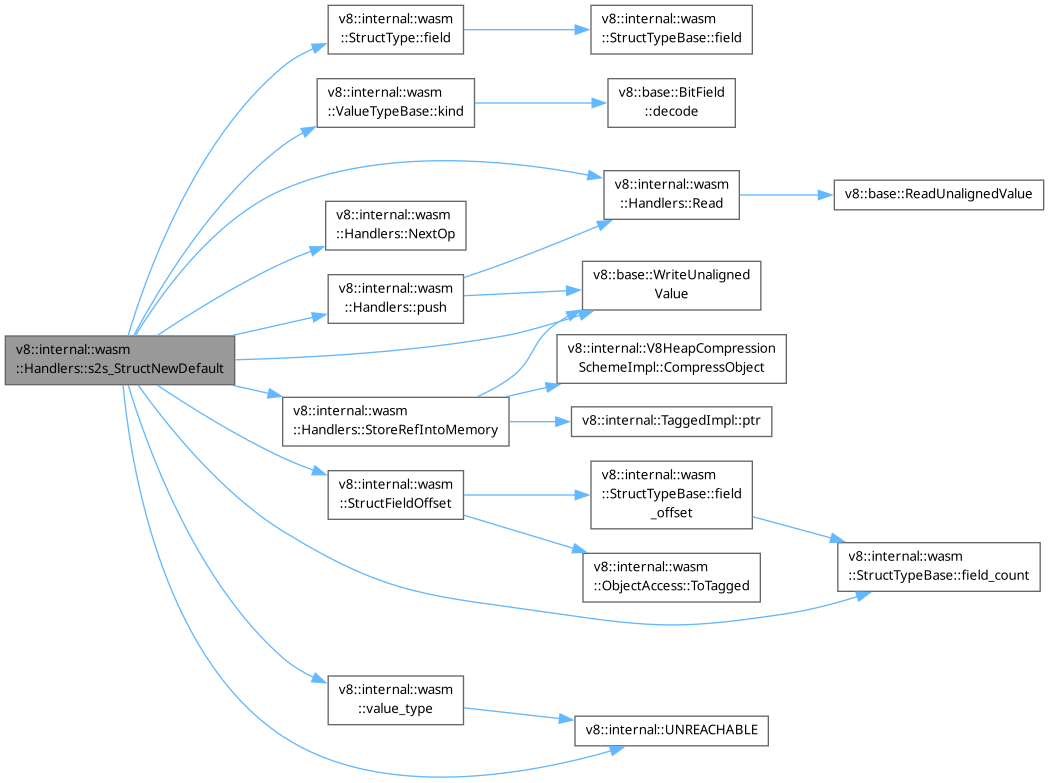 v8::internal::wasm
::StructType::field
v8::internal::wasm
::StructTypeBase::field
v8::internal::wasm
::ValueTypeBase::kind
v8::base::BitField
::decode
v8::internal::wasm
::Handlers::Read
v8::base::ReadUnalignedValue
v8::internal::wasm
::Handlers::NextOp
v8::internal::wasm
::Handlers::push
v8::base::WriteUnaligned
Value
v8::internal::wasm
::Handlers::s2s_StructNewDefault
v8::internal::V8HeapCompression
SchemeImpl::CompressObject
v8::internal::wasm
::Handlers::StoreRefIntoMemory
v8::internal::TaggedImpl::ptr
v8::internal::wasm
::StructFieldOffset
v8::internal::wasm
::StructTypeBase::field
_offset
v8::internal::wasm
::ObjectAccess::ToTagged
v8::internal::wasm
::StructTypeBase::field_count
v8::internal::wasm
::value_type
v8::internal::UNREACHABLE